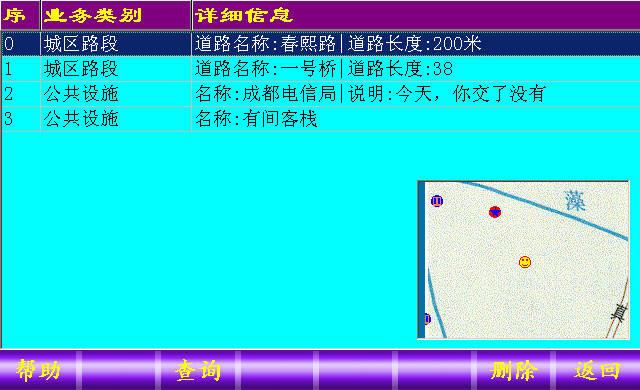 序 业务类别 详细信息
0 城区路段 道路名称:春熙路|道路长度:200米
1 城区路段 道路名称:一号桥|道路长度:38
2 公共设施 名称:成都电信局|说明:今天，你交了没有
3 公共设施 名称:有间客栈
藻
真
帮助 查询 删除 返回